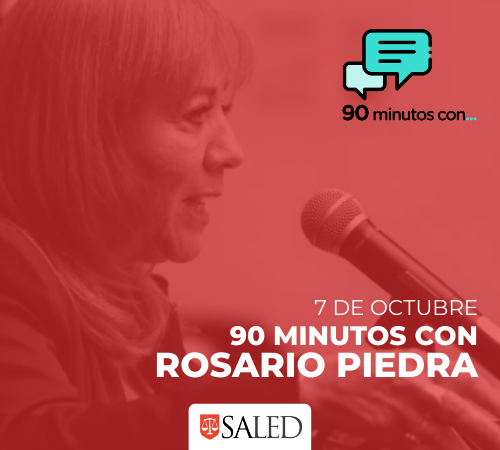 90 minutos con...
7 DE OCTUBRE
90 MINUTOS CON
ROSARIO PIEDRA
SALED